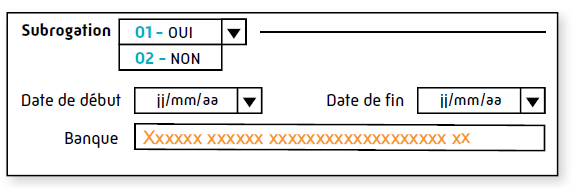 Subrogation 01 - OUI
02 - NON
Date de début jj/mm/aa Date de fin jj/mm/aa
Banque Xxxxxx xxxxxx xxxxxxxxxxxxxxxxxxx xx